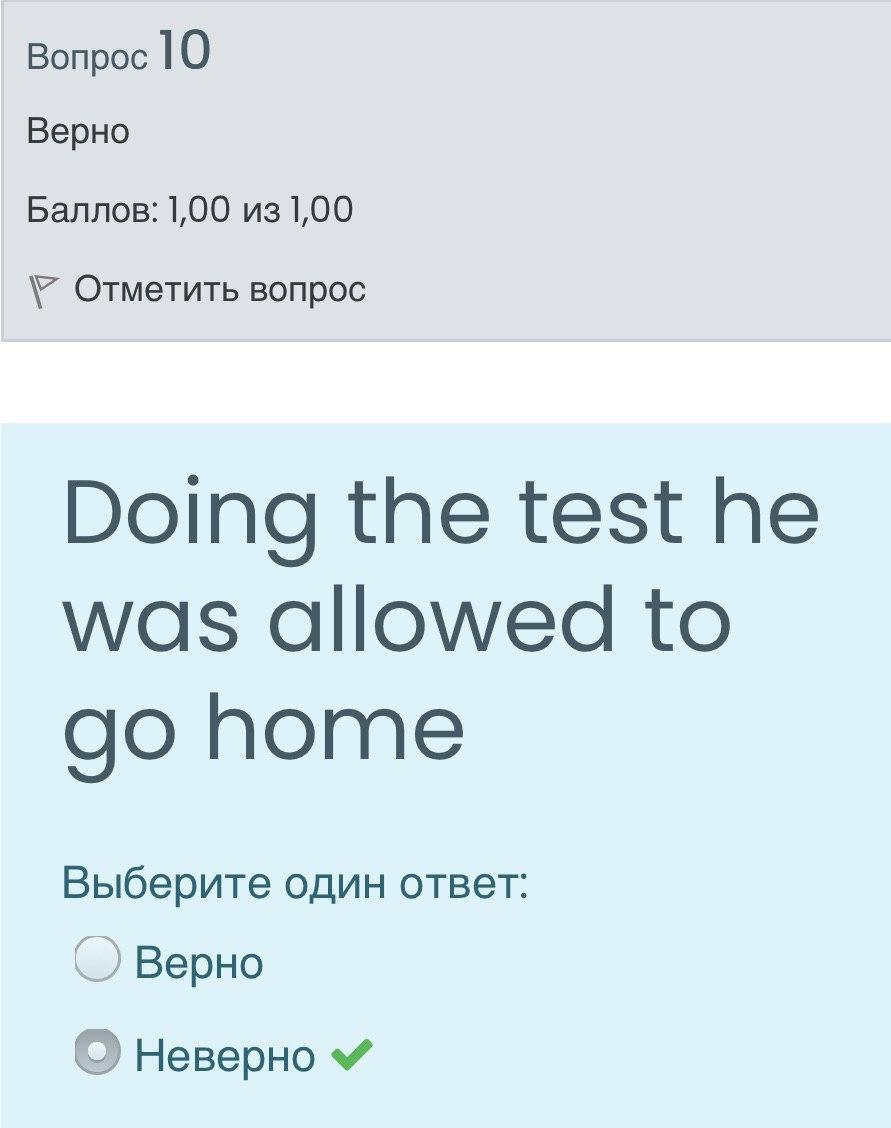 Вопрос 10
Верно
Баллов: 1,00 из 1,00
Отметить вопрос
Doing the test he
was allowed to
go home
Выберите один ответ:
Верно
Неверно